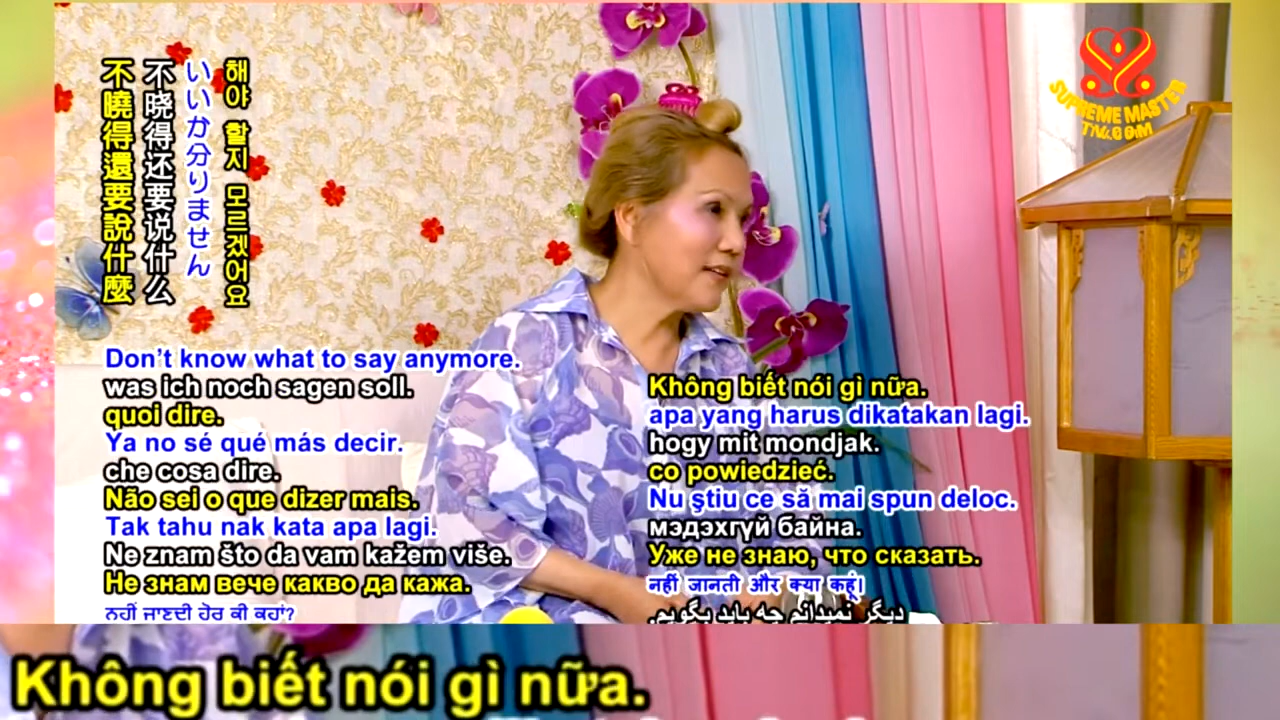 해야 할지 모르겠어요
いいか分りません
不晓得还要说什么
不曉得還要說什麼
SUPREME MASTER
TV.COM
Don’t know what to say anymore.
was ich noch sagen soll.
quoi dire.
Ya no sé qué más decir.
che cosa dire.
Não sei o que dizer mais.
Tak tahu nak kata apa lagi.
Ne znam što da vam kažem više.
Не знам вече какво да кажа.
ਨਹੀਂ ਜਾਣਦੀ ਹੋਰ ਕੀ ਕਹਾਂ?
Không biết nói gì nữa.
apa yang harus dikatakan lagi.
hogy mit mondjak.
co powiedzieć.
Nu ştiu ce să mai spun deloc.
мэдэхгүй байна.
Уже не знаю, что сказать.
नहीं जानती और क्या कहूं।
دیگر نمیدانم چه باید بگویم.
Không biết nói gì nữa.